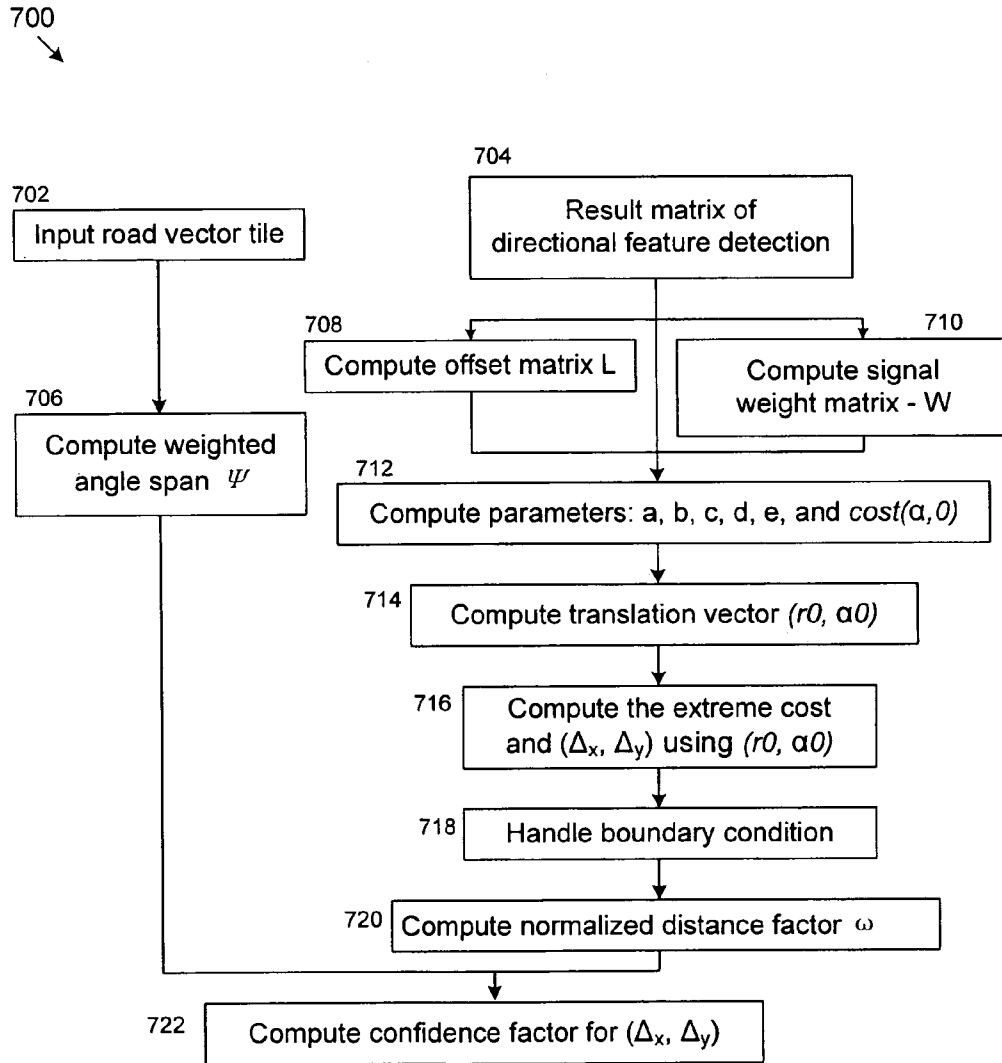 700
704
Result matrix of
directional feature detection
702
Input road vector tile
708
Compute offset matrix L
710
Compute signal
weight matrix - W
706
Compute weighted
angle span Ψ
712
Compute parameters: a, b, c, d, e, and cost(α,0)
714
Compute translation vector (r0, α0)
716
Compute the extreme cost
and (Δx, Δy) using (r0, α0)
718
Handle boundary condition
720
Compute normalized distance factor ω
722
Compute confidence factor for (Δx, Δy)